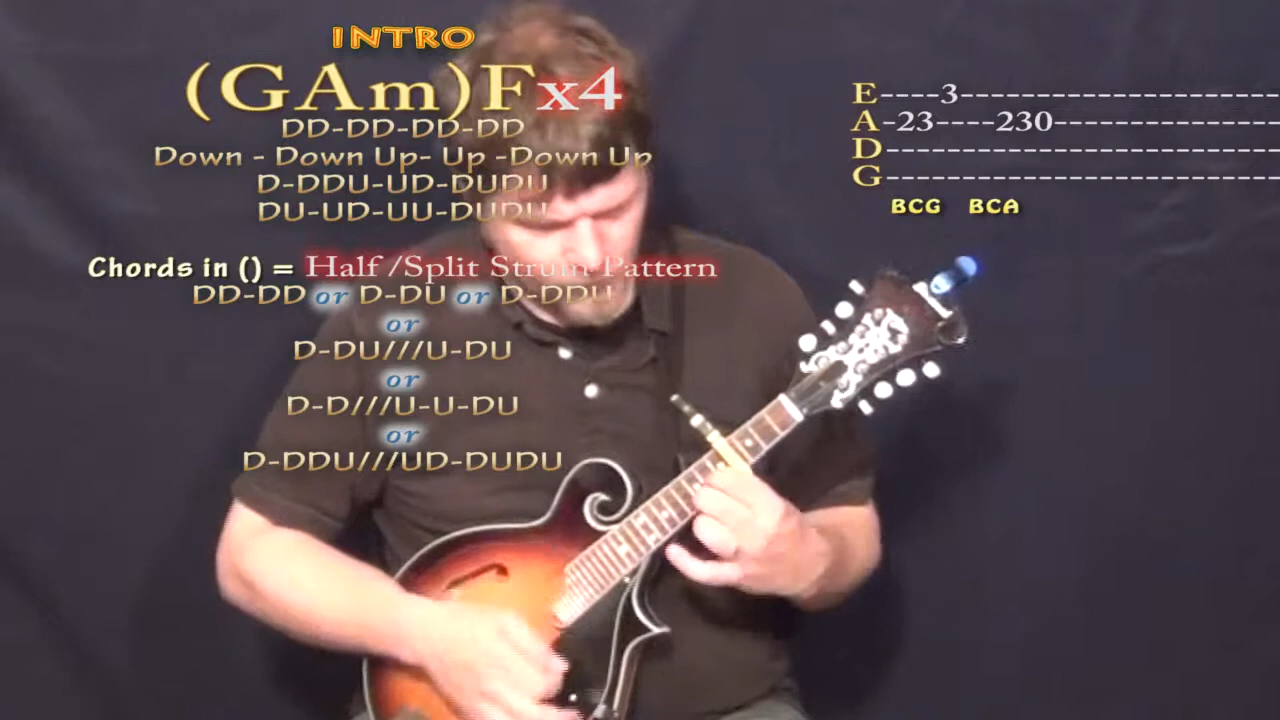 INTRO
(GAm)Fx4
DD-DD-DD-DD
Down - Down Up- Up -Down Up
D-DDU-UD-DUDU
DU-UD-UU-DUDU
Chords in () = Half /Split Strum Pattern
DD-DD or D-DU or D-DDU
or
D-DU///U-DU
or
D-D///U-U-DU
or
D-DDU///UD-DUDU
E----3-----------------------
A-23----230------------------
D----------------------------
G----------------------------
BCG BCA